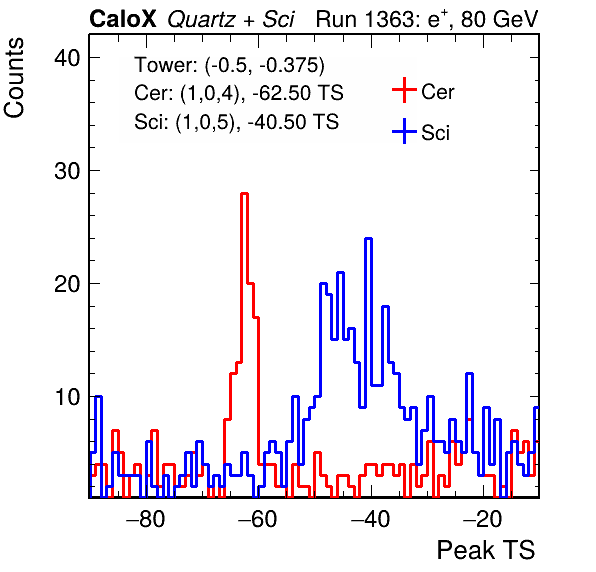 CaloX Quartz + Sci Run 1363: e+, 80 GeV
Counts
Tower: (-0.5, -0.375)
Cer: (1,0,4), -62.50 TS
Sci: (1,0,5), -40.50 TS
Cer
Sci
40
30
20
10
−80 −60 −40 −20
Peak TS